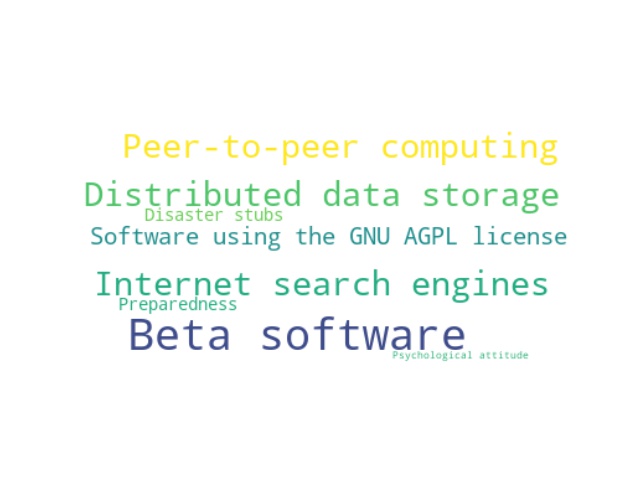 Peer-to-peer computing
Distributed data storage
Disaster stubs
Software using the GNU AGPL license
Internet search engines
Preparedness
Beta software
Psychological attitude